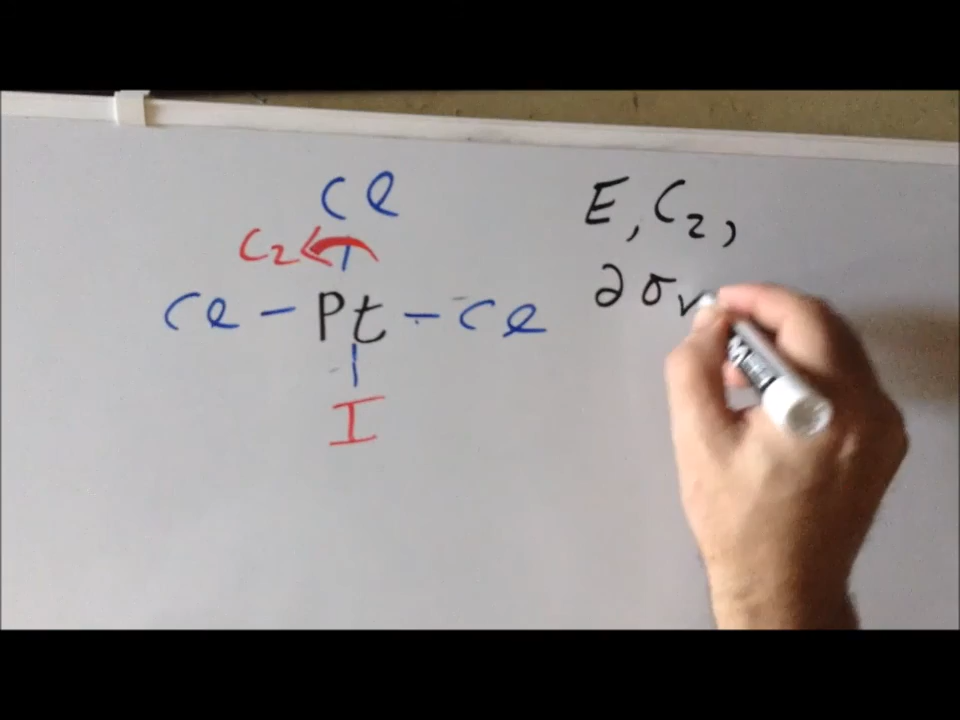 Cl
C₂
Cl – Pt – Cl
I
E, C₂,
2σv